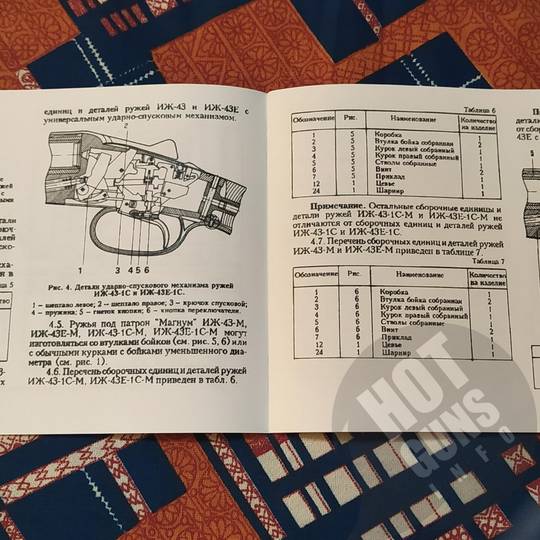 единиц и деталей ружей ИЖ-43 и ИЖ-43Е с
универсальным ударно-спусковым механизмом.
2
1 3 4 5 6
Рис. 4. Детали ударно-спускового механизма ружей
ИЖ-43-1С и ИЖ-43Е-1С.
1 – шептало левое; 2 – шептало правое; 3 – крючок спусковой;
4 – пружина; 5 – гнеток кнопки; 6 – кнопка переключателя.
4.5. Ружья под патрон "Магнум" ИЖ-43-М,
ИЖ-43Е-М, ИЖ-43-1С-М, ИЖ-43Е-1С-М могут
изготовляться со втулками бойков (см. рис. 5, 6) или
с обычными курками с бойками уменьшенного диа-
метра (см. рис. 1).
4.6. Перечень сборочных единиц и деталей ружей
ИЖ-43-1С-М, ИЖ-43Е-1С-М приведен в табл. 6.
Таблица 6
Обозначение Рис. Наименование Количество
на изделие
1 5 Коробка 1
2 5 Втулка бойка собранная 2
3 5 Курок левый собранный 1
4 5 Курок правый собранный 1
5 5 Стволы собранные 1
6 5 Винт 2
7 5 Приклад 1
12 1 Цевье 1
24 1 Шарнир 1
Примечание. Остальные сборочные единицы и
детали ружей ИЖ-43-1С-М и ИЖ-43Е-1С-М не
отличаются от сборочных единиц и деталей ружей
ИЖ-43-1С и ИЖ-43Е-1С.
4.7. Перечень сборочных единиц и деталей ружей
ИЖ-43-М и ИЖ-43Е-М приведен в таблице 7.
Таблица 7
Обозначение Рис. Наименование Количество
на изделие
1 6 Коробка 1
2 6 Втулка бойка собранная 2
3 6 Курок левый собранный 1
4 6 Курок правый собранный 1
5 6 Стволы собранные 1
6 6 Винт
7 6 Приклад
12 1 Цевье
24 1 Шарнир
HOT
GUNS
INFO